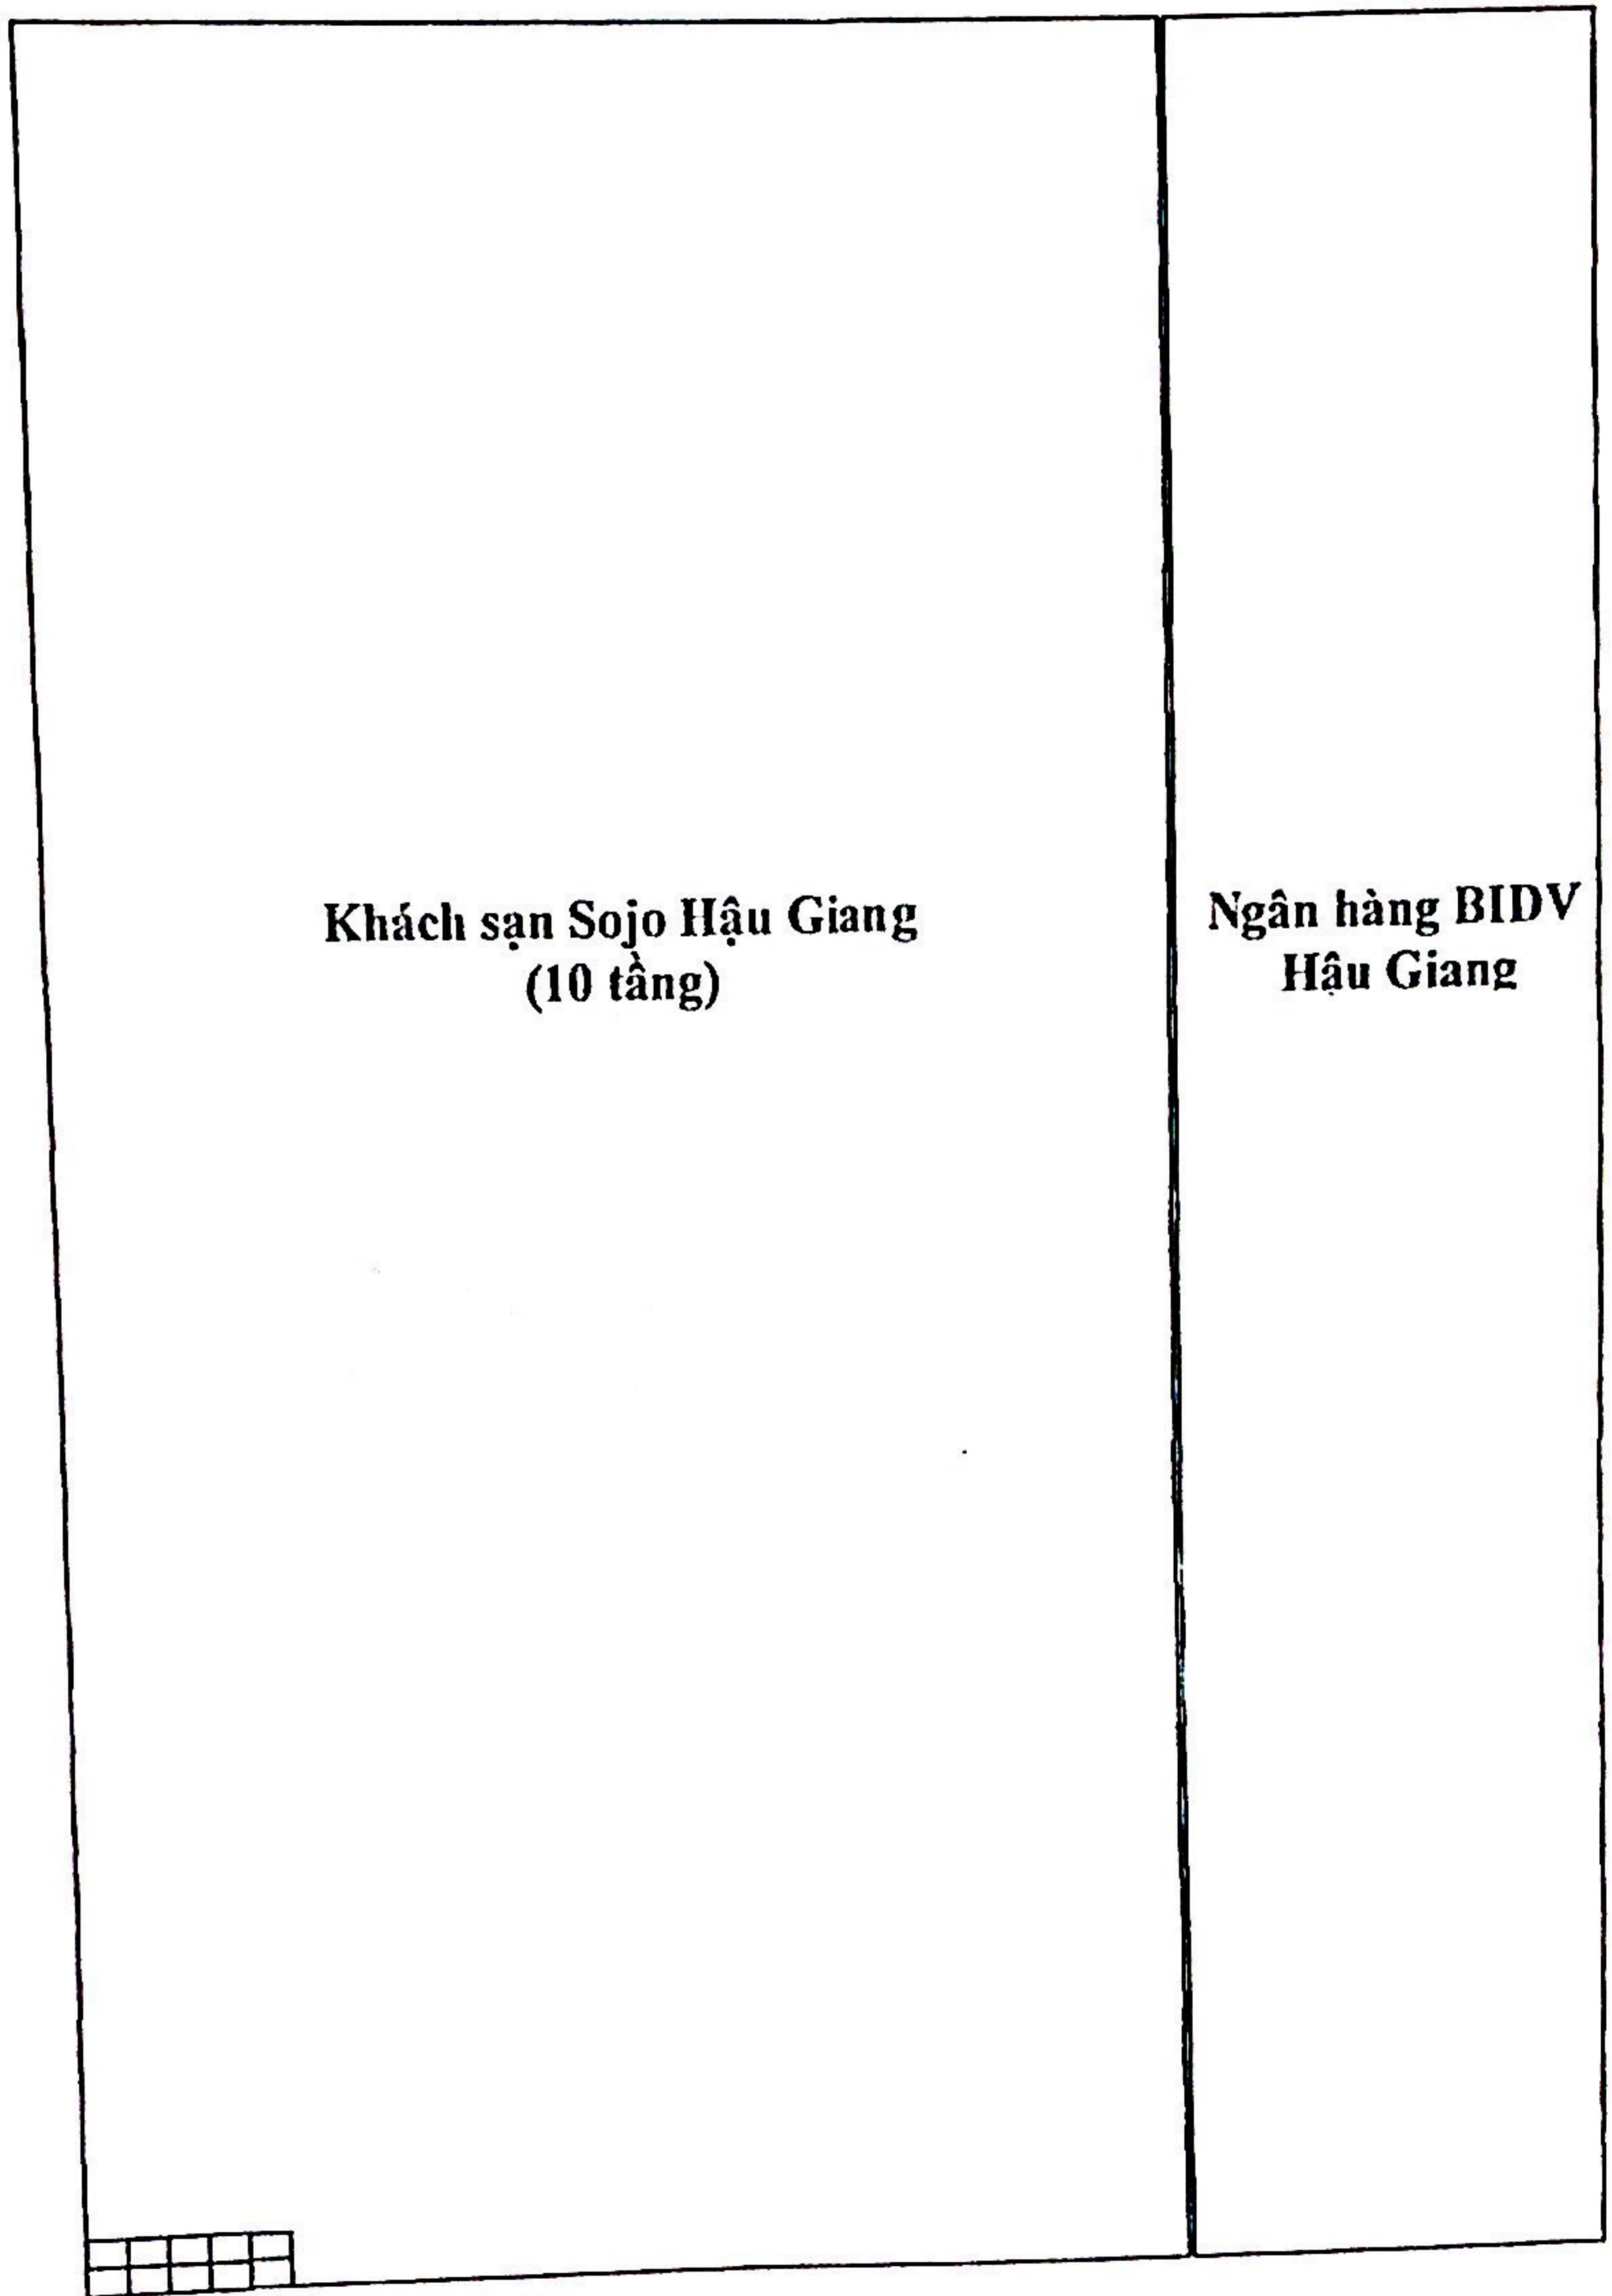 Khách sạn Sojo Hậu Giang
(10 tầng)
Ngân hàng BIDV
Hậu Giang